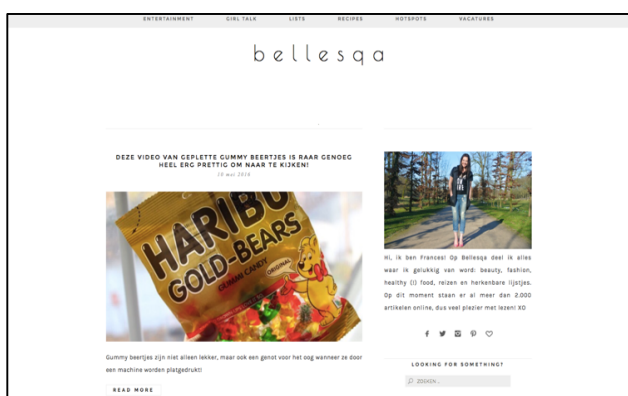 ENTERTAINMENT GIRL TALK LISTS RECIPES HOTSPOTS VACATURES
bellesqa
DEZE VIDEO VAN GEPLETTE GUMMY BEERTJES IS RAAR GENOEG
HEEL ERG PRETTIG OM NAAR TE KIJKEN!
20 mei 2016
HARIBO
GOLD-BEARS
GUMMI CANDY
ORIGINAL
Gummy beertjes zijn niet alleen lekker, maar ook een genot voor het oog wanneer ze door
een machine worden platgedrukt!
READ MORE
Hi, ik ben Frances! Op Bellesqa deel ik alles
waar ik gelukkig van word: beauty, fashion,
healthy (!) food, reizen en herkenbare lijstjes.
Op dit moment staan er al meer dan 2.000
artikelen online, dus veel plezier met lezen! XO
LOOKING FOR SOMETHING?
ZOEKEN...